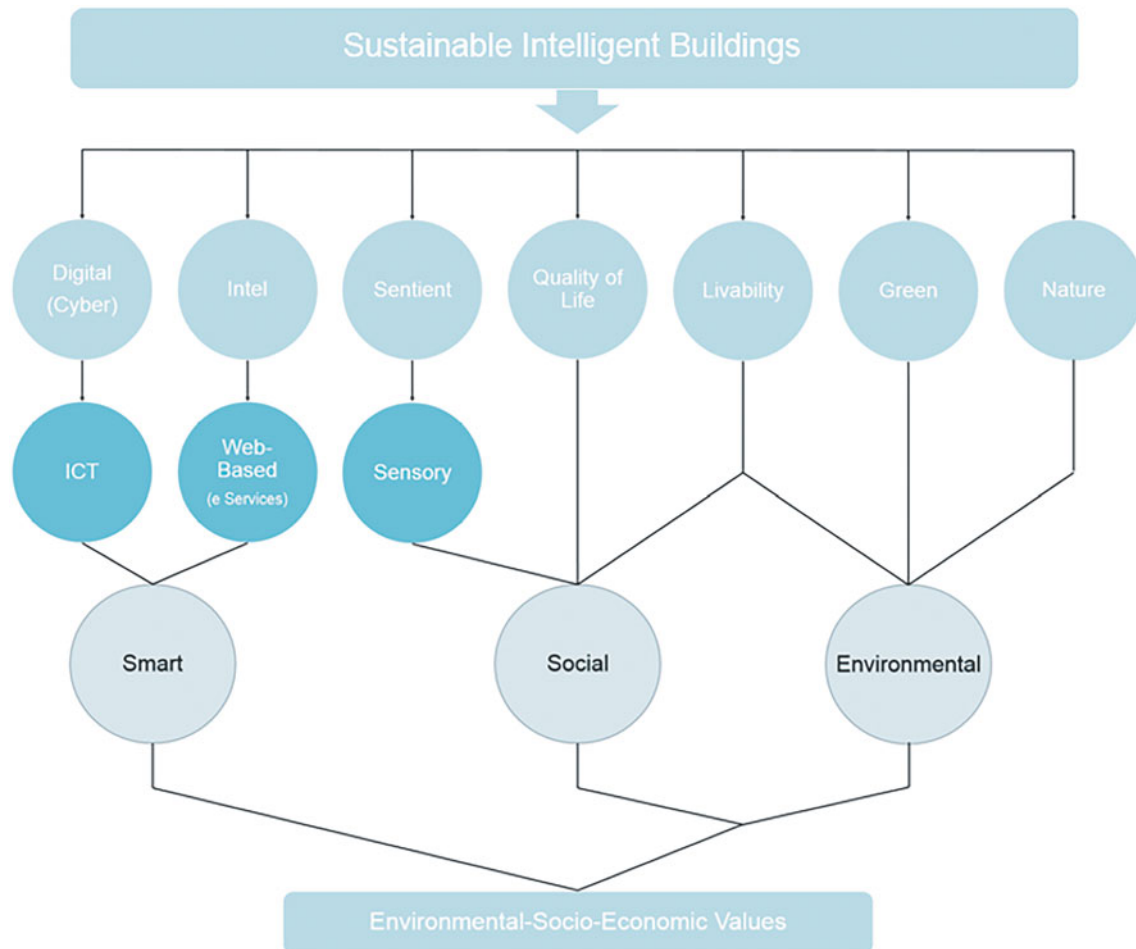 Sustainable Intelligent Buildings
Digital
(Cyber)
Intel
Sentient
Quality of
Life
Livability
Green
Nature
ICT
Web-
Based
(e Services)
Sensory
Smart
Social
Environmental
Environmental-Socio-Economic Values